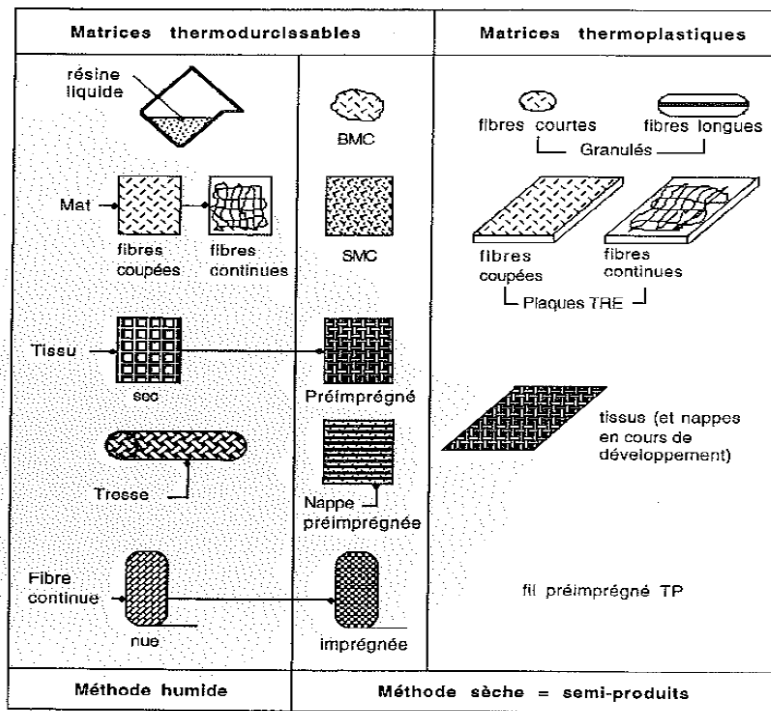 Matrices thermodurcissables
Matrices thermoplastiques
résine
liquide
BMC
fibres courtes
fibres longues
Granulés
Mat
fibres
coupées
fibres
continues
SMC
fibres
coupées
fibres
continues
Plaques TRE
Tissu
sec
Préimprégné
tissus (et nappes
en cours de
développement)
Tresse
Nappe
préimprégnée
Fibre
continue
nue
imprégnée
fil préimprégné TP
Méthode humide
Méthode sèche = semi-produits